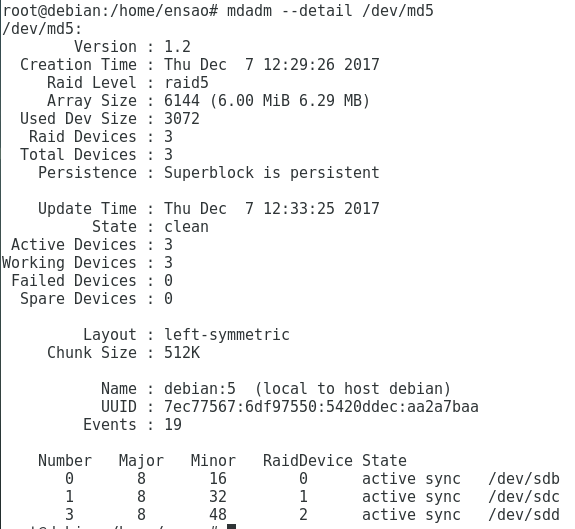 root@debian:/home/ensao# mdadm --detail /dev/md5
/dev/md5:
Version : 1.2
Creation Time : Thu Dec  7 12:29:26 2017
Raid Level : raid5
Array Size : 6144 (6.00 MiB 6.29 MB)
Used Dev Size : 3072
Raid Devices : 3
Total Devices : 3
Persistence : Superblock is persistent
Update Time : Thu Dec  7 12:33:25 2017
State : clean
Active Devices : 3
Working Devices : 3
Failed Devices : 0
Spare Devices : 0
Layout : left-symmetric
Chunk Size : 512K
Name : debian:5  (local to host debian)
UUID : 7ec77567:6df97550:5420ddec:aa2a7baa
Events : 19
Number   Major   Minor   RaidDevice State
0       8       16        0      active sync   /dev/sdb
1       8       32        1      active sync   /dev/sdc
3       8       48        2      active sync   /dev/sdd